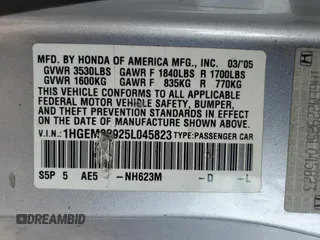 MFD. BY HONDA OF AMERICA MFG., INC. 03/'05
GVWR 3530LBS GAWR F 1840LBS R 1700LBS
GVWR 1600KG GAWR F 835KG R 770KG
THIS VEHICLE CONFORMS TO ALL APPLICABLE
FEDERAL MOTOR VEHICLE SAFETY, BUMPER,
AND THEFT PREVENTION STANDARDS IN EFFECT
ON THE DATE OF MANUFACTURE SHOWN ABOVE.
V.I.N.: TYPE:PASSENGER CAR
S5P 5 AE5 -NH623M -D -L
DREAMBID